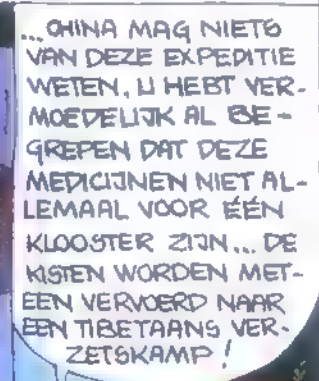 ...CHINA MAG NIETS
VAN DEZE EXPEDITIE
WETEN, U HEBT VER-
MOEDELIJK AL BE-
GREPEN DAT DEZE
MEDICIJNEN NIET AL-
LEMAAL VOOR ÉÉN
KLOOSTER ZIJN... DE
KISTEN WORDEN MET-
EEN VERVOERD NAAR
EEN TIBETAANS VER-
ZETSKAMP!